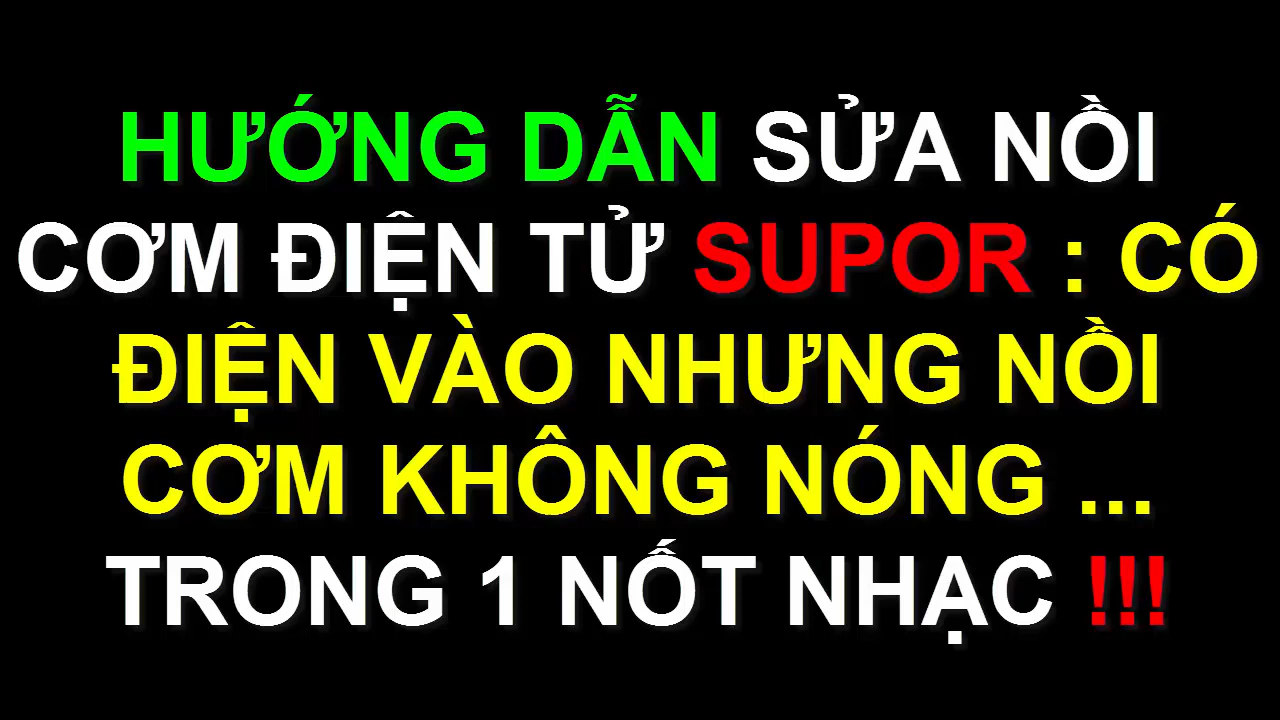 HƯỚNG DẪN SỬA NỒI
CƠM ĐIỆN TỬ SUPOR : CÓ
ĐIỆN VÀO NHƯNG NỒI
CƠM KHÔNG NÓNG ...
TRONG 1 NỐT NHẠC !!!